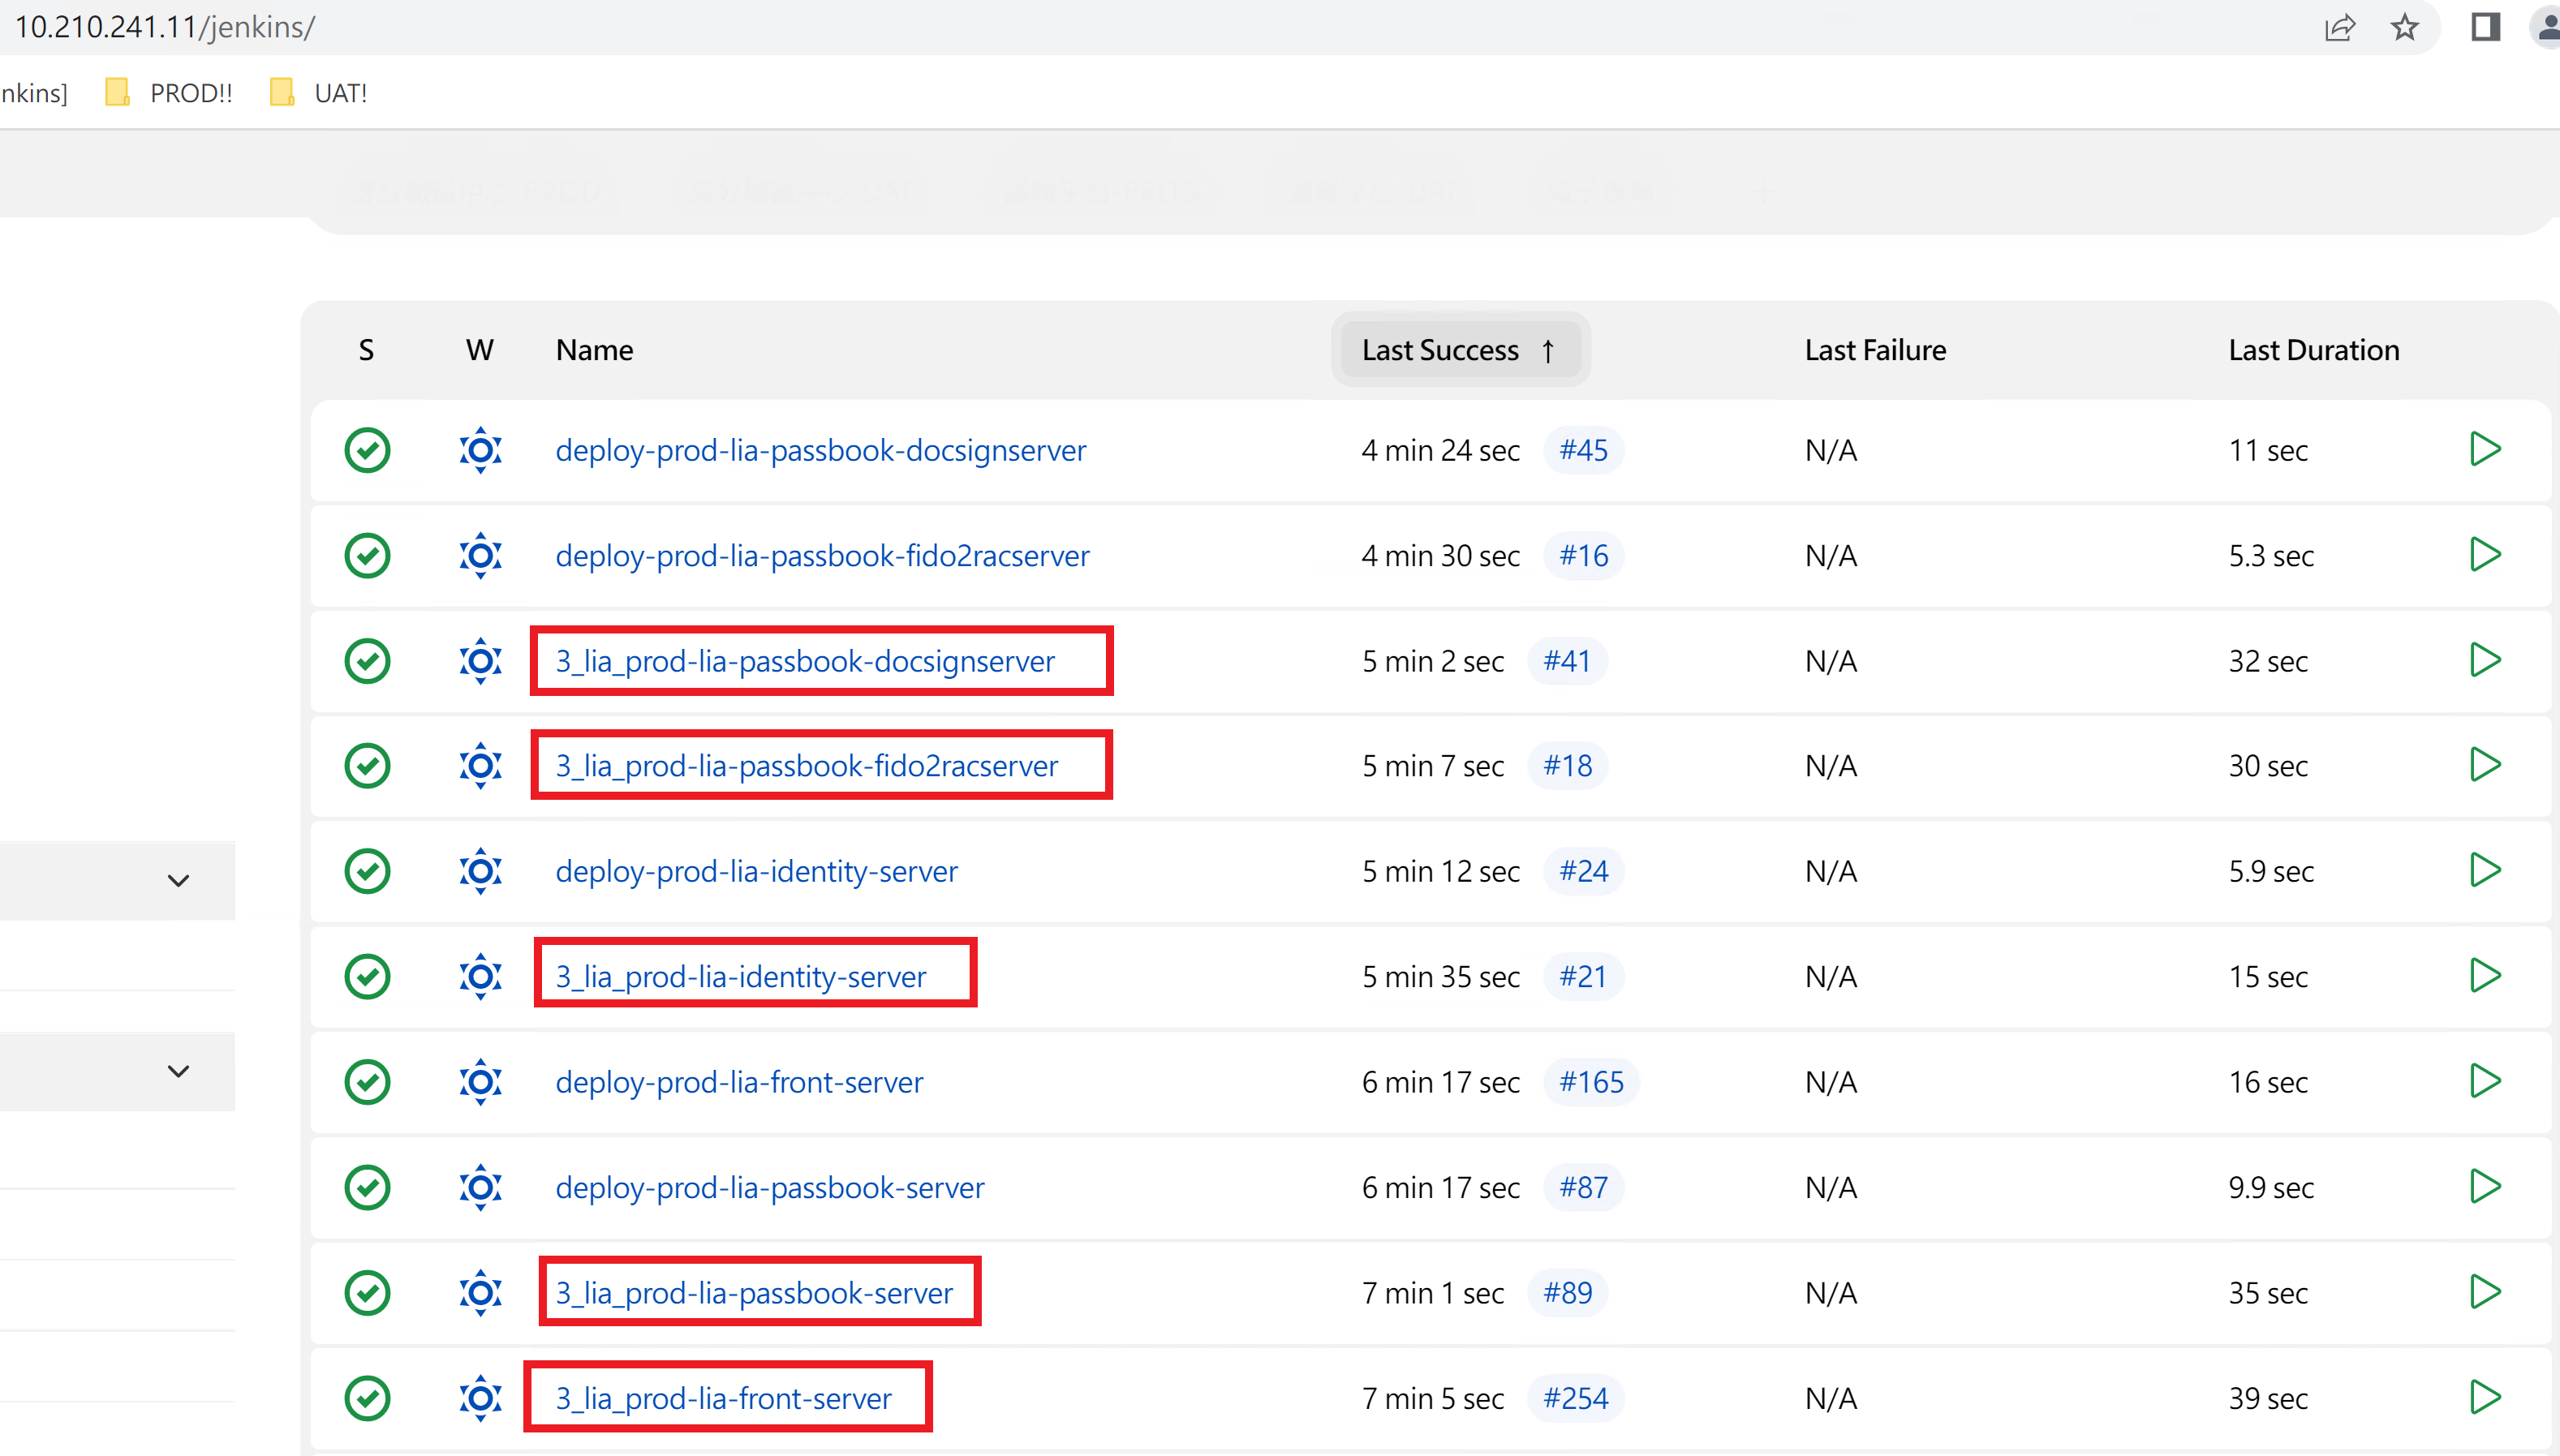 10.210.241.11/jenkins/
nkins] PROD!! UAT!
S W Name Last Success ↑ Last Failure Last Duration
deploy-prod-lia-passbook-docsignserver 4 min 24 sec #45 N/A 11 sec
deploy-prod-lia-passbook-fido2racserver 4 min 30 sec #16 N/A 5.3 sec
3_lia_prod-lia-passbook-docsignserver 5 min 2 sec #41 N/A 32 sec
3_lia_prod-lia-passbook-fido2racserver 5 min 7 sec #18 N/A 30 sec
deploy-prod-lia-identity-server 5 min 12 sec #24 N/A 5.9 sec
3_lia_prod-lia-identity-server 5 min 35 sec #21 N/A 15 sec
deploy-prod-lia-front-server 6 min 17 sec #165 N/A 16 sec
deploy-prod-lia-passbook-server 6 min 17 sec #87 N/A 9.9 sec
3_lia_prod-lia-passbook-server 7 min 1 sec #89 N/A 35 sec
3_lia_prod-lia-front-server 7 min 5 sec #254 N/A 39 sec